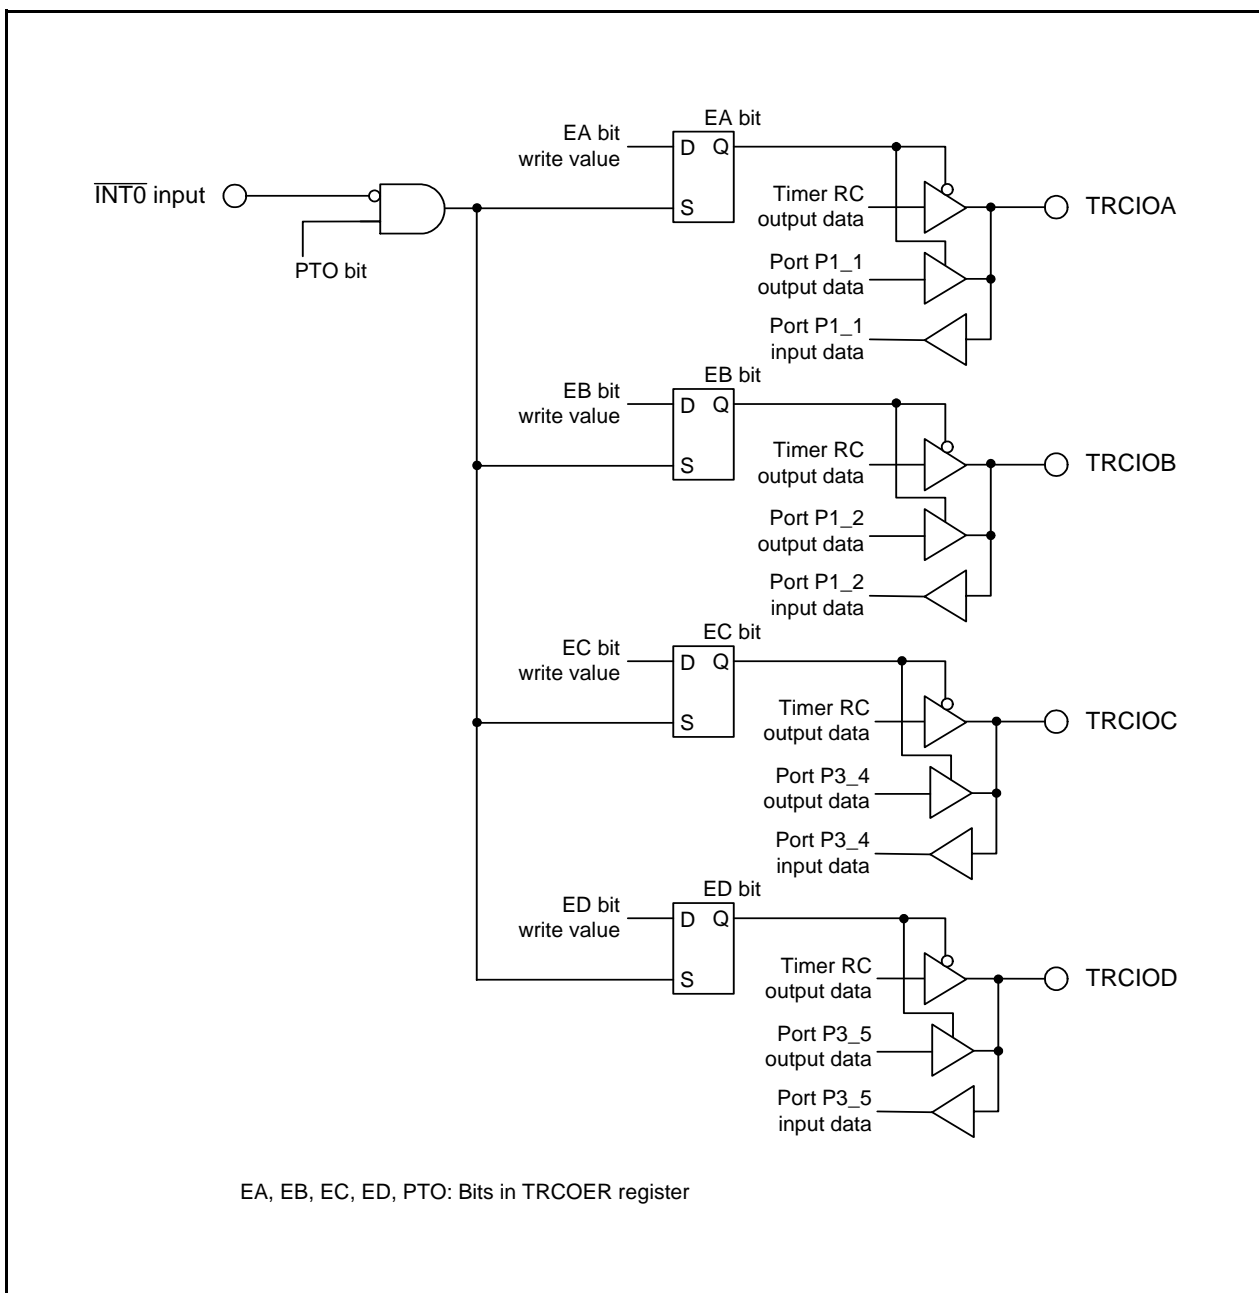 EA bit
EA bit
write value
D Q
S
INT0 input
PTO bit
Timer RC
output data
TRCIOA
Port P1_1
output data
Port P1_1
input data
EB bit
EB bit
write value
D Q
S
Timer RC
output data
TRCIOB
Port P1_2
output data
Port P1_2
input data
EC bit
EC bit
write value
D Q
S
Timer RC
output data
TRCIOC
Port P3_4
output data
Port P3_4
input data
ED bit
ED bit
write value
D Q
S
Timer RC
output data
TRCIOD
Port P3_5
output data
Port P3_5
input data
EA, EB, EC, ED, PTO: Bits in TRCOER register